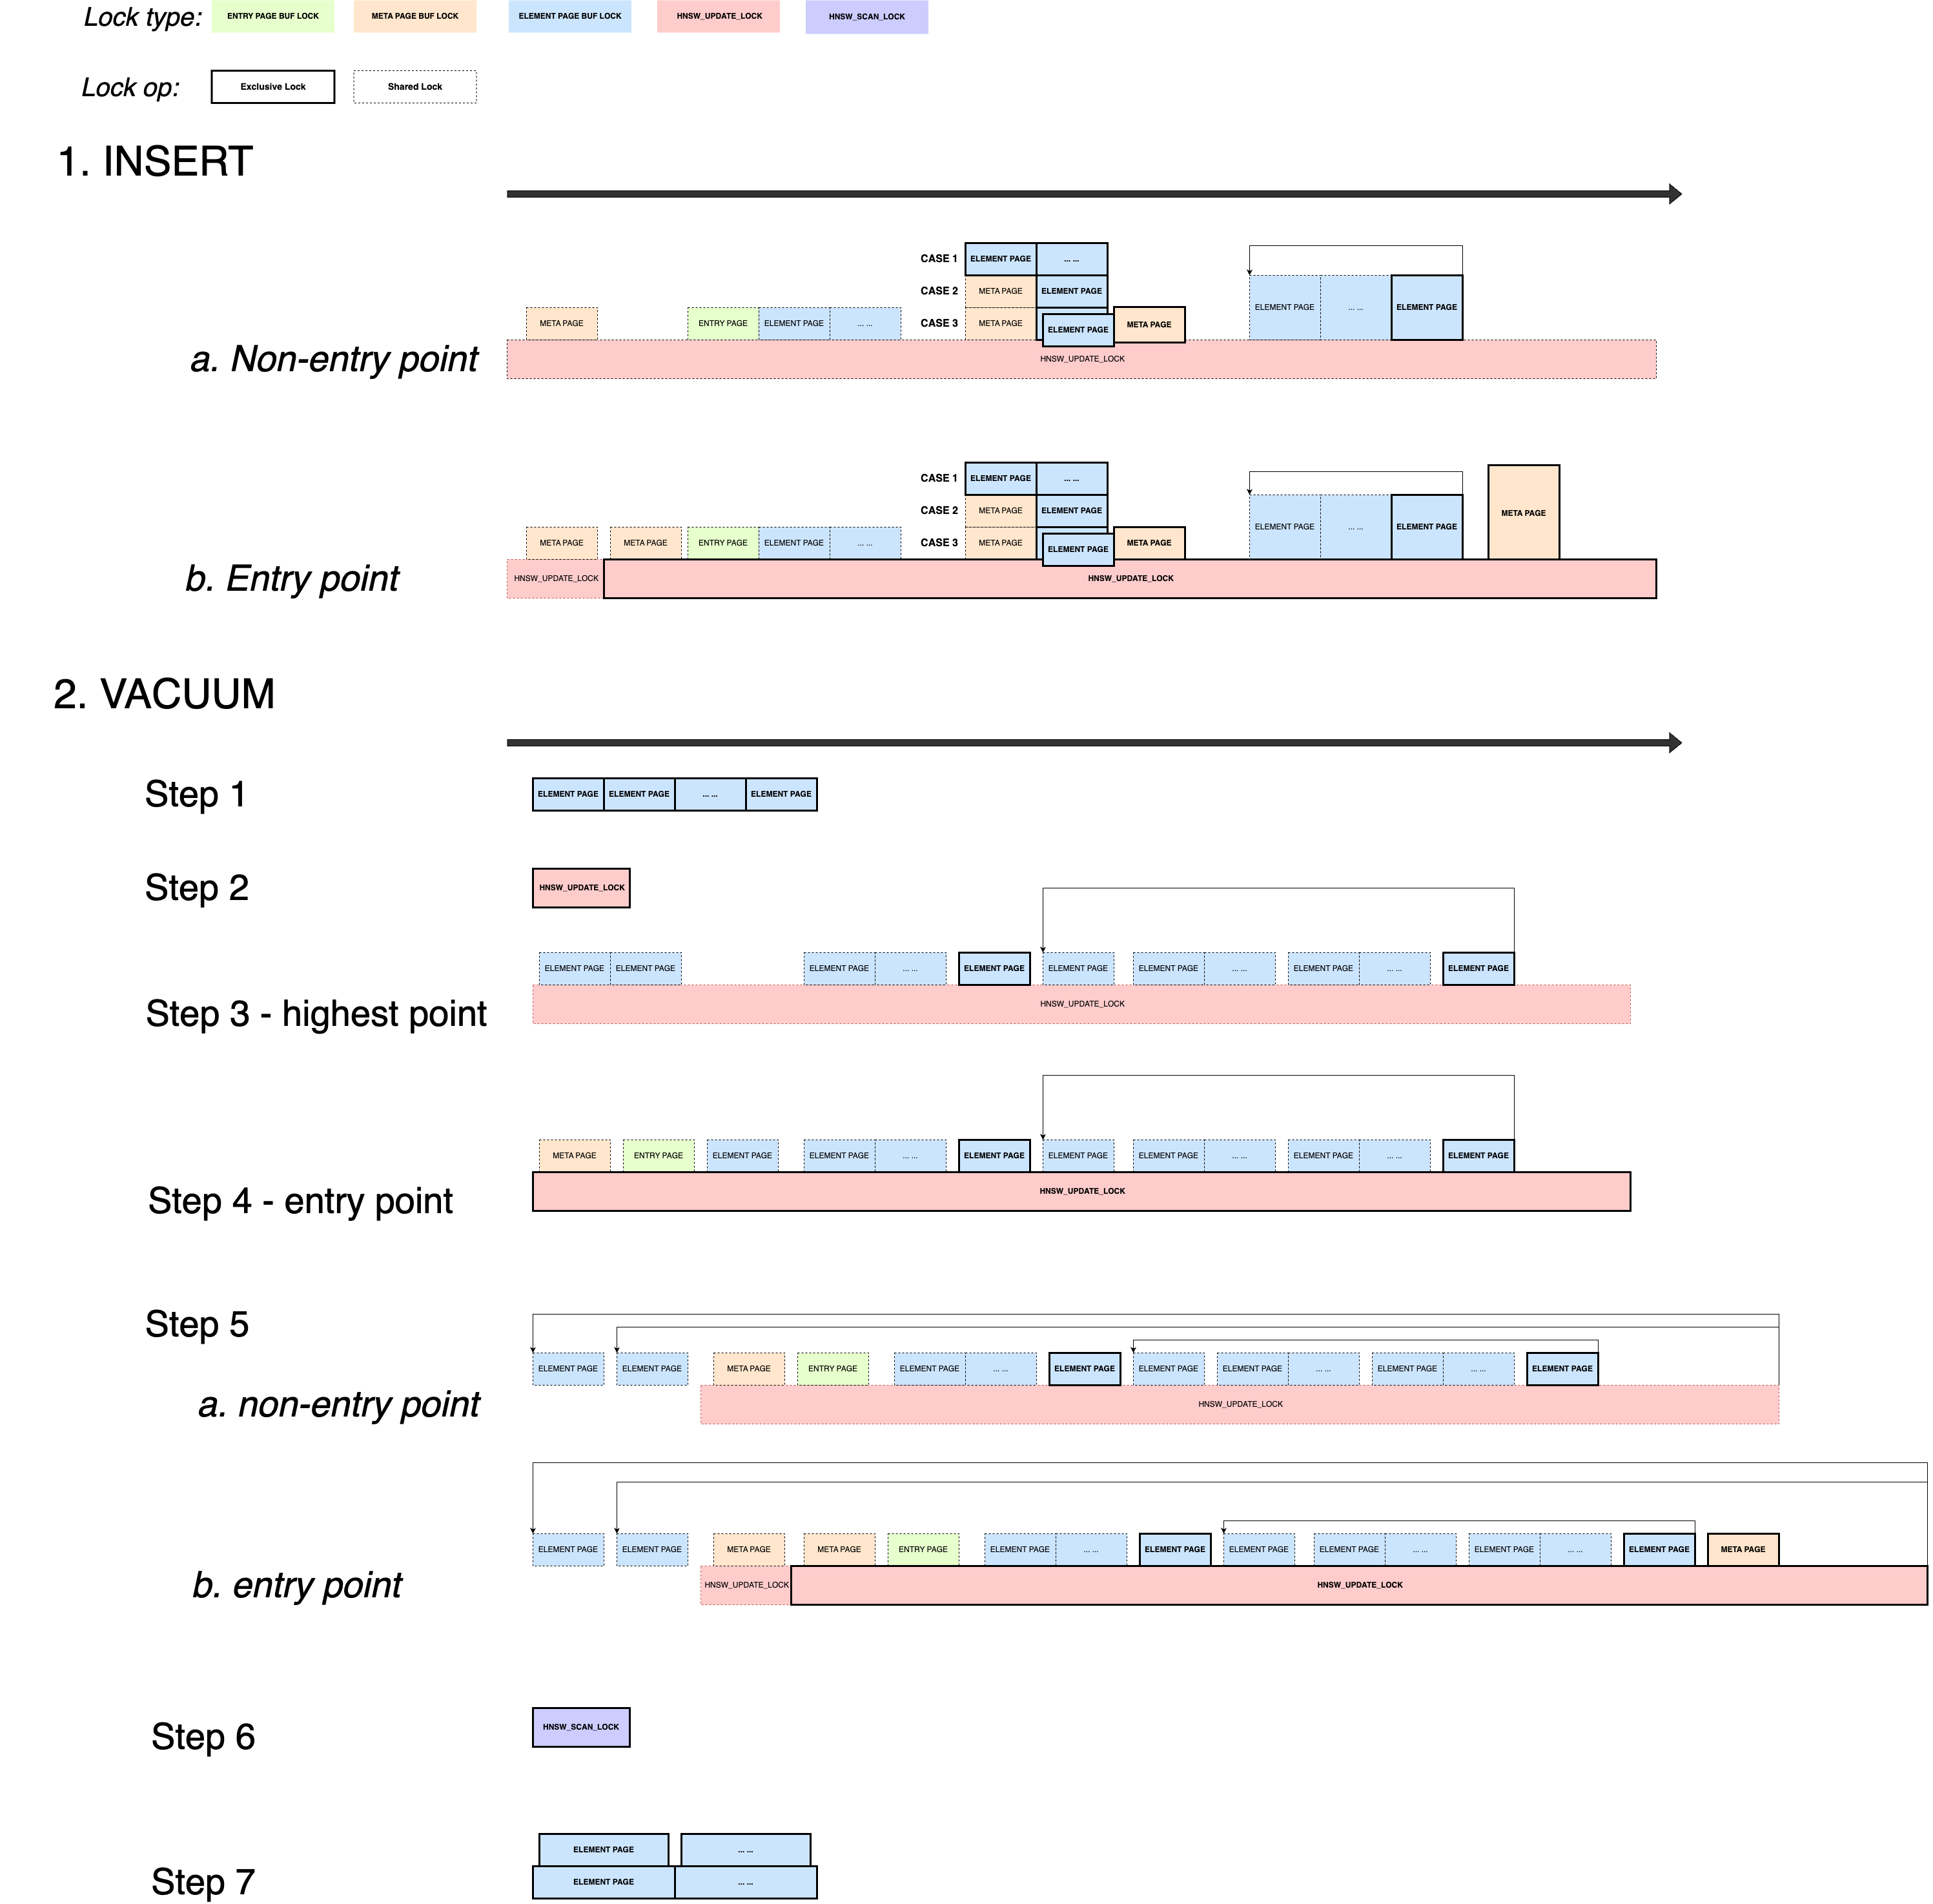 Lock type: ENTRY PAGE BUF LOCK META PAGE BUF LOCK ELEMENT PAGE BUF LOCK HNSW_UPDATE_LOCK HNSW_SCAN_LOCK
Lock op: Exclusive Lock Shared Lock
1. INSERT
CASE 1 ELEMENT PAGE ... ...
CASE 2 META PAGE ELEMENT PAGE ELEMENT PAGE ... ... ELEMENT PAGE
META PAGE ENTRY PAGE ELEMENT PAGE ... ... CASE 3 META PAGE ELEMENT PAGE META PAGE
a. Non-entry point HNSW_UPDATE_LOCK
CASE 1 ELEMENT PAGE ... ...
CASE 2 META PAGE ELEMENT PAGE ELEMENT PAGE ... ... ELEMENT PAGE META PAGE
META PAGE META PAGE ENTRY PAGE ELEMENT PAGE ... ... CASE 3 META PAGE ELEMENT PAGE META PAGE
b. Entry point HNSW_UPDATE_LOCK HNSW_UPDATE_LOCK
2. VACUUM
Step 1 ELEMENT PAGE ELEMENT PAGE ... ... ELEMENT PAGE
Step 2 HNSW_UPDATE_LOCK
ELEMENT PAGE ELEMENT PAGE ELEMENT PAGE ... ... ELEMENT PAGE ELEMENT PAGE ELEMENT PAGE ... ... ELEMENT PAGE ... ... ELEMENT PAGE
Step 3 - highest point HNSW_UPDATE_LOCK
META PAGE ENTRY PAGE ELEMENT PAGE ELEMENT PAGE ... ... ELEMENT PAGE ELEMENT PAGE ELEMENT PAGE ... ... ELEMENT PAGE ... ... ELEMENT PAGE
Step 4 - entry point HNSW_UPDATE_LOCK
Step 5
ELEMENT PAGE ELEMENT PAGE META PAGE ENTRY PAGE ELEMENT PAGE ... ... ELEMENT PAGE ELEMENT PAGE ELEMENT PAGE ... ... ELEMENT PAGE ... ... ELEMENT PAGE
a. non-entry point HNSW_UPDATE_LOCK
ELEMENT PAGE ELEMENT PAGE META PAGE META PAGE ENTRY PAGE ELEMENT PAGE ... ... ELEMENT PAGE ELEMENT PAGE ELEMENT PAGE ... ... ELEMENT PAGE ... ... ELEMENT PAGE META PAGE
b. entry point HNSW_UPDATE_LOCK HNSW_UPDATE_LOCK
Step 6 HNSW_SCAN_LOCK
ELEMENT PAGE ... ...
Step 7 ELEMENT PAGE ... ...